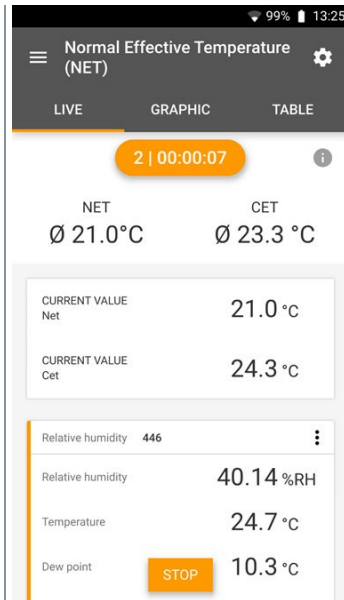 99% 13:25
Normal Effective Temperature
(NET)
LIVE GRAPHIC TABLE
2 | 00:00:07
NET CET
Ø 21.0°C Ø 23.3 °C
CURRENT VALUE
Net 21.0 °C
CURRENT VALUE
Cet 24.3 °C
Relative humidity 446
Relative humidity 40.14 %RH
Temperature 24.7 °C
Dew point 10.3 °C
STOP